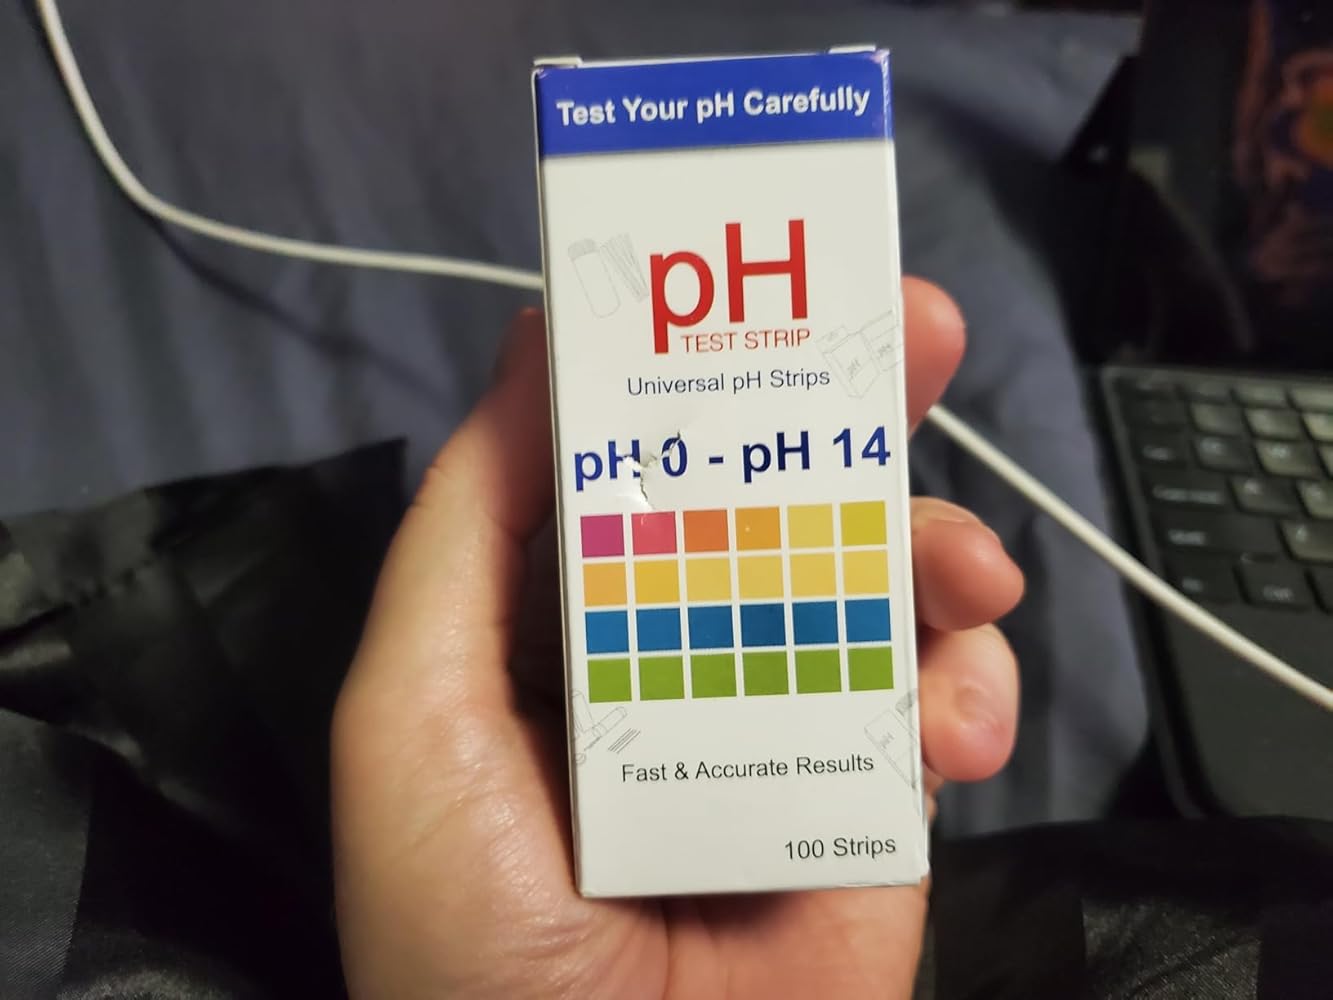 Test Your pH Carefully
pH
TEST STRIP
Universal pH Strips
pH 0 - pH 14
Fast & Accurate Results
100 Strips